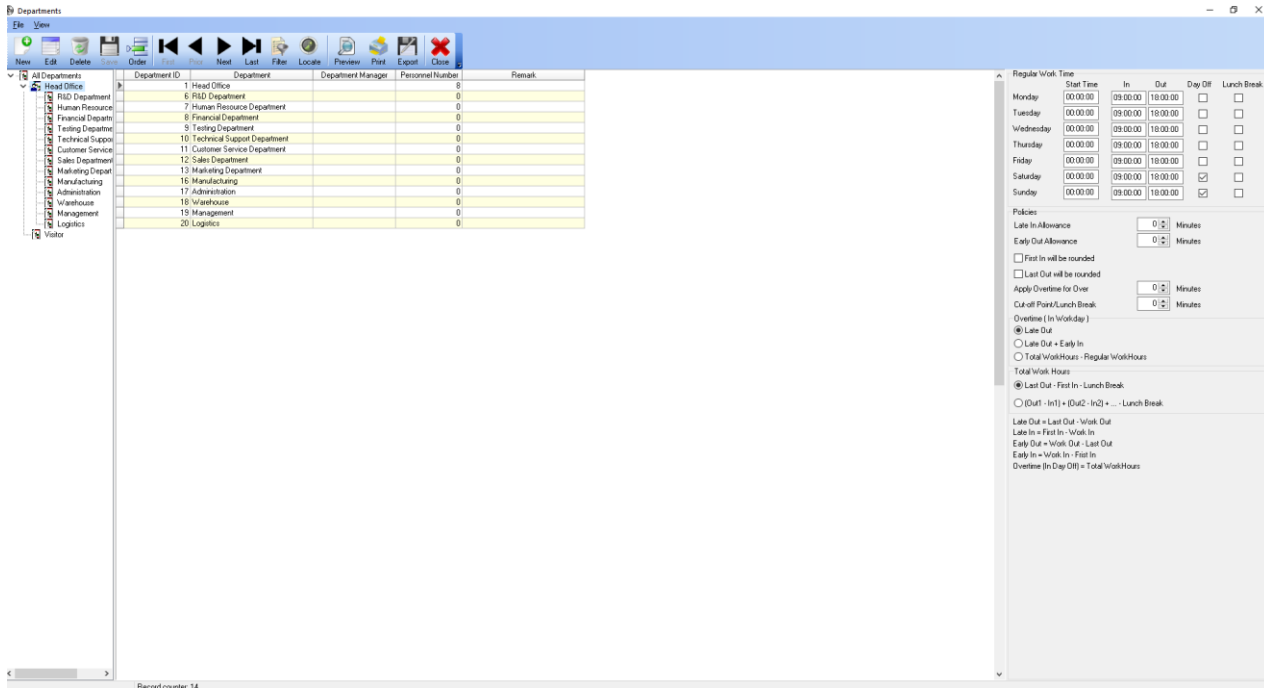 Departments
File View
New Edit Delete Save Order First Prior Next Last Filter Locate Preview Print Export Close
All Departments
Head Office
R&D Department
Human Resource
Financial Departm
Testing Departme
Technical Suppor
Customer Service
Sales Department
Marketing Depart
Manufacturing
Administration
Warehouse
Management
Logistics
Visitor
Department ID Department Department Manager Personnel Number Remark
1 Head Office 8
6 R&D Department 0
7 Human Resource Department 0
8 Financial Department 0
9 Testing Department 0
10 Technical Support Department 0
11 Customer Service Department 0
12 Sales Department 0
13 Marketing Department 0
16 Manufacturing 0
17 Administration 0
18 Warehouse 0
19 Management 0
20 Logistics 0
Regular Work Time
Start Time In Out Day Off Lunch Break
Monday 00:00:00 09:00:00 18:00:00
Tuesday 00:00:00 09:00:00 18:00:00
Wednesday 00:00:00 09:00:00 18:00:00
Thursday 00:00:00 09:00:00 18:00:00
Friday 00:00:00 09:00:00 18:00:00
Saturday 00:00:00 09:00:00 18:00:00
Sunday 00:00:00 09:00:00 18:00:00
Policies
Late In Allowance 0 Minutes
Early Out Allowance 0 Minutes
First In will be rounded
Last Out will be rounded
Apply Overtime for Over 0 Minutes
Cut-off Point/Lunch Break 0 Minutes
Overtime ( In Workday )
Late Out
Late Out + Early In
Total WorkHours - Regular WorkHours
Total Work Hours
Last Out - First In - Lunch Break
(Out1 - In1) + (Out2 - In2) + ... - Lunch Break
Late Out = Last Out - Work Out
Late In = First In - Work In
Early Out = Work Out - Last Out
Early In = Work In - Frist In
Overtime (In Day Off) = Total WorkHours
Record counter: 14